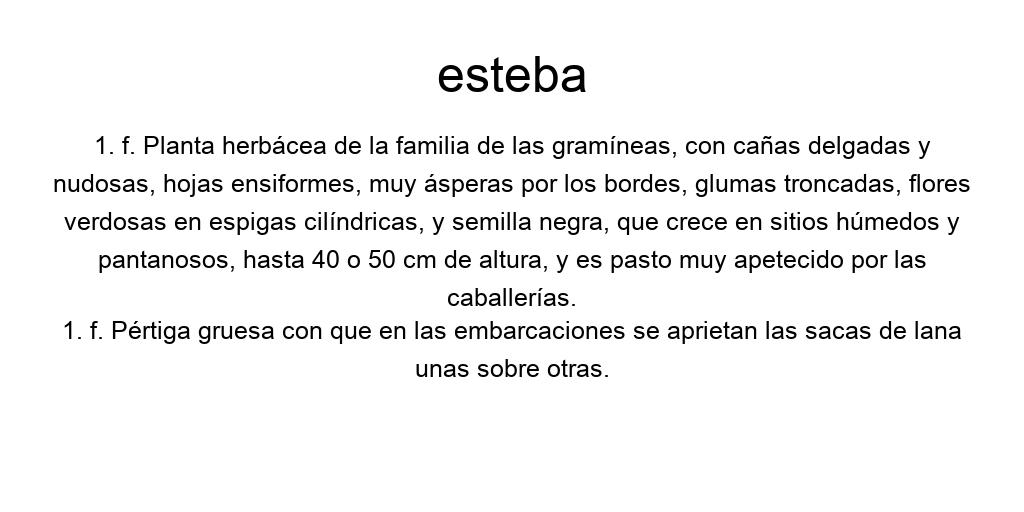 esteba
1. f. Planta herbácea de la familia de las gramíneas, con cañas delgadas y
nudosas, hojas ensiformes, muy ásperas por los bordes, glumas troncadas, flores
verdosas en espigas cilíndricas, y semilla negra, que crece en sitios húmedos y
pantanosos, hasta 40 o 50 cm de altura, y es pasto muy apetecido por las
caballerías.
1. f. Pértiga gruesa con que en las embarcaciones se aprietan las sacas de lana
unas sobre otras.